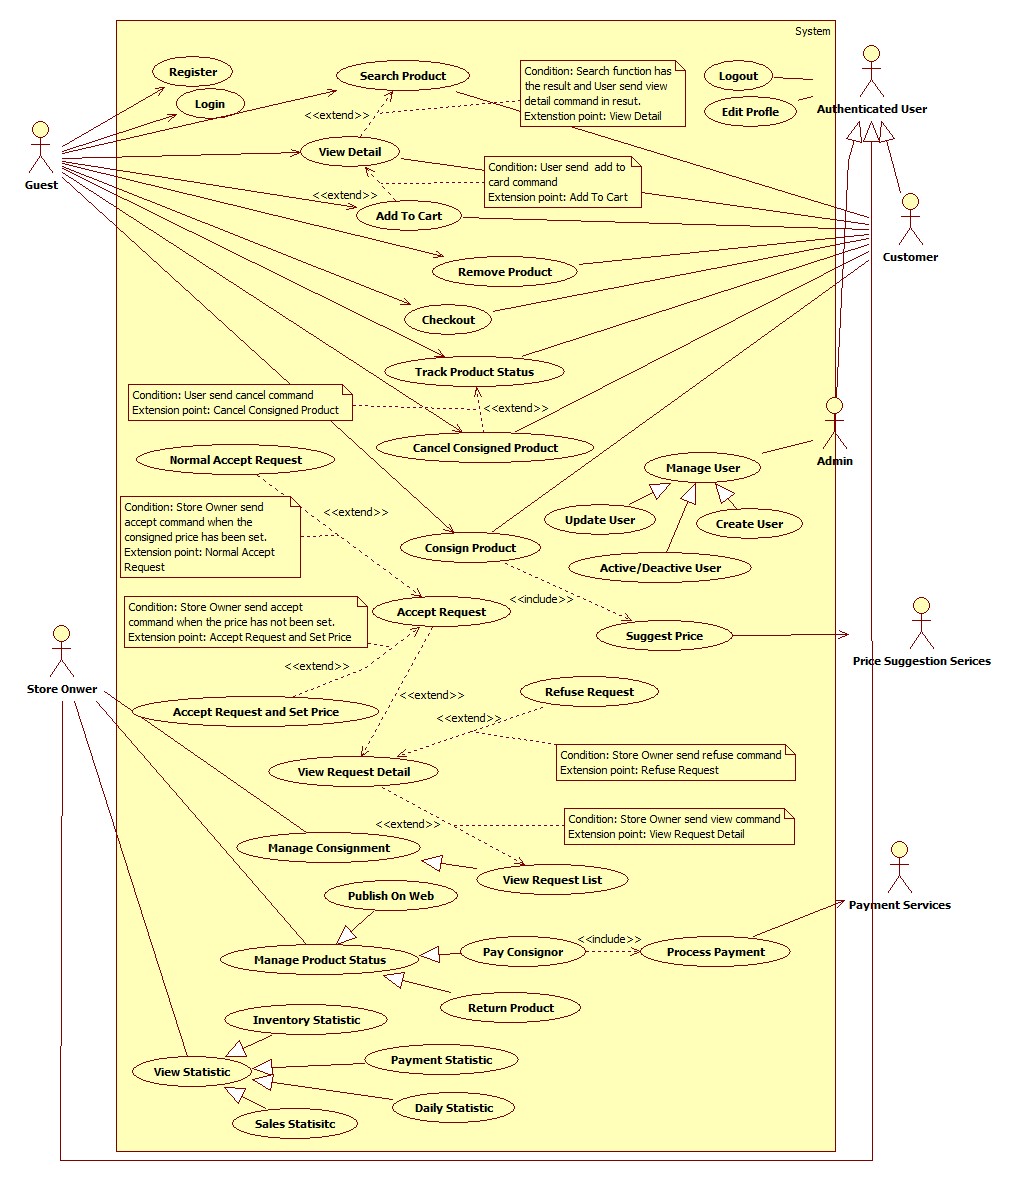 System
Register
Login
Search Product
Condition: Search function has
the result and User send view
detail command in resut.
Extenstion point: View Detail
Logout
Edit Profle
Authenticated User
<<extend>>
View Detail
Guest
Condition: User send  add to
card command
Extension point: Add To Cart
<<extend>>
Add To Cart
Customer
Remove Product
Checkout
Track Product Status
Condition: User send cancel command
Extension point: Cancel Consigned Product
<<extend>>
Cancel Consigned Product
Normal Accept Request
Manage User
Admin
Condition: Store Owner send
accept command when the
consigned price has been set.
Extension point: Normal Accept
Request
<<extend>>
Update User
Create User
Consign Product
Active/Deactive User
<<include>>
Condition: Store Owner send accept
command when the price has not been set.
Extension point: Accept Request and Set Price
Accept Request
Suggest Price
Price Suggestion Serices
<<extend>>
Store Onwer
Accept Request and Set Price
<<extend>>
Refuse Request
<<extend>>
Condition: Store Owner send refuse command
Extension point: Refuse Request
View Request Detail
<<extend>>
Condition: Store Owner send view command
Extension point: View Request Detail
Manage Consignment
View Request List
Publish On Web
Payment Services
Manage Product Status
Pay Consignor
<<include>>
Process Payment
Return Product
Inventory Statistic
Payment Statistic
View Statistic
Daily Statistic
Sales Statisitc